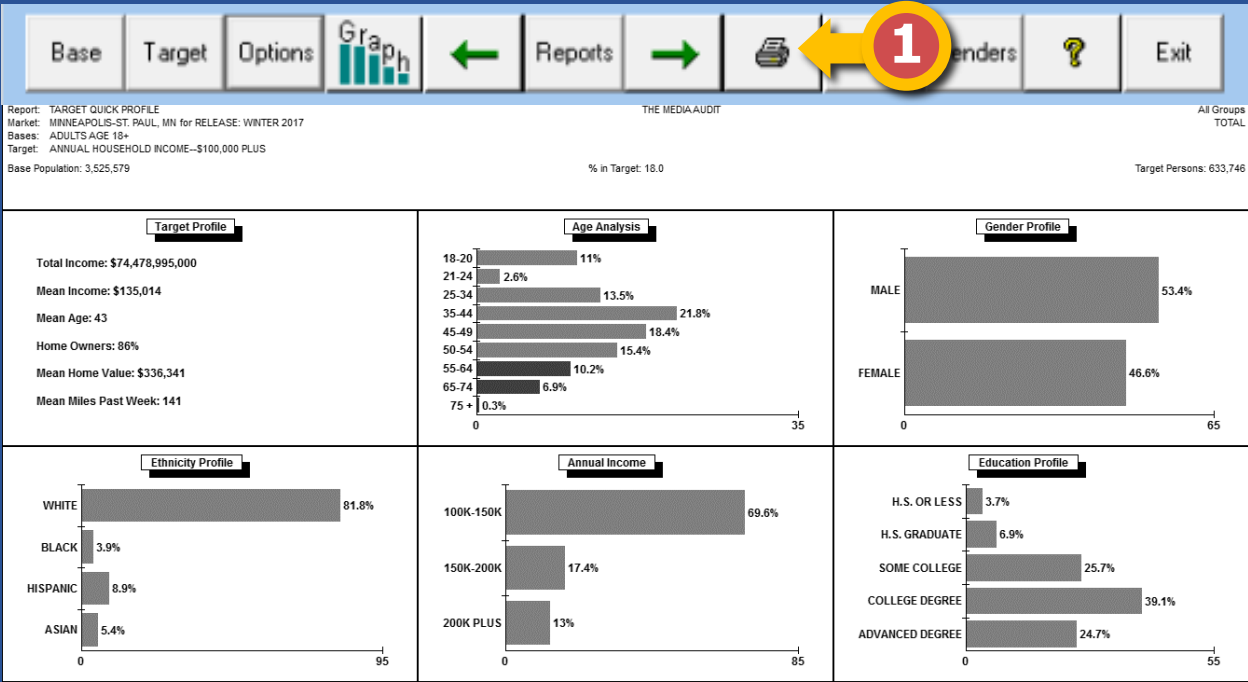 Base Target Options Graph Reports 1 enders ? Exit
Report: TARGET QUICK PROFILE THE MEDIA AUDIT All Groups
Market: MINNEAPOLIS-ST. PAUL, MN for RELEASE: WINTER 2017 TOTAL
Bases: ADULTS AGE 18+
Target: ANNUAL HOUSEHOLD INCOME--$100,000 PLUS
Base Population: 3,525,579 % in Target: 18.0 Target Persons: 633,746
Target Profile
Total Income: $74,478,995,000
Mean Income: $135,014
Mean Age: 43
Home Owners: 86%
Mean Home Value: $336,341
Mean Miles Past Week: 141
Age Analysis
18-20 11%
21-24 2.6%
25-34 13.5%
35-44 21.8%
45-49 18.4%
50-54 15.4%
55-64 10.2%
65-74 6.9%
75 + 0.3%
0 35
Gender Profile
MALE 53.4%
FEMALE 46.6%
0 65
Ethnicity Profile
WHITE 81.8%
BLACK 3.9%
HISPANIC 8.9%
ASIAN 5.4%
0 95
Annual Income
100K-150K 69.6%
150K-200K 17.4%
200K PLUS 13%
0 85
Education Profile
H.S. OR LESS 3.7%
H.S. GRADUATE 6.9%
SOME COLLEGE 25.7%
COLLEGE DEGREE 39.1%
ADVANCED DEGREE 24.7%
0 55